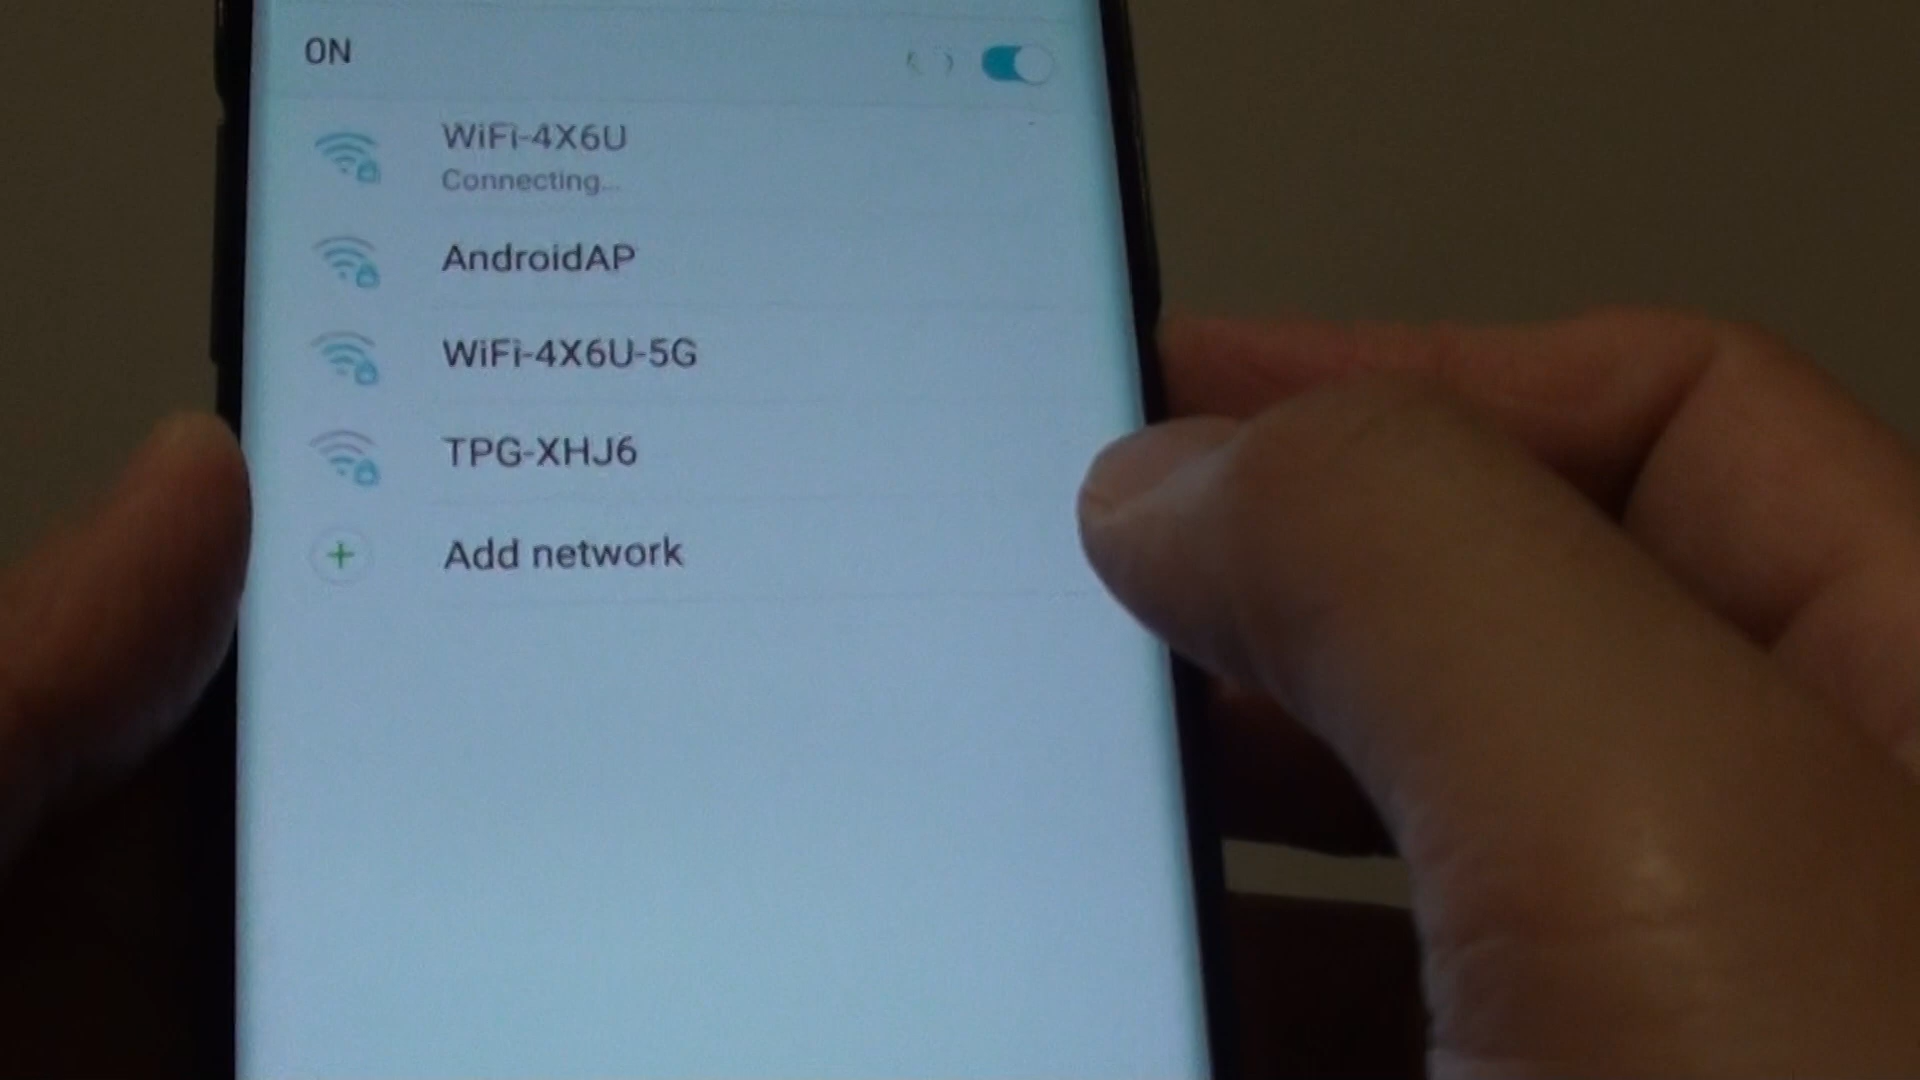 ON
WiFi-4X6U
Connecting...
AndroidAP
WiFi-4X6U-5G
TPG-XHJ6
Add network